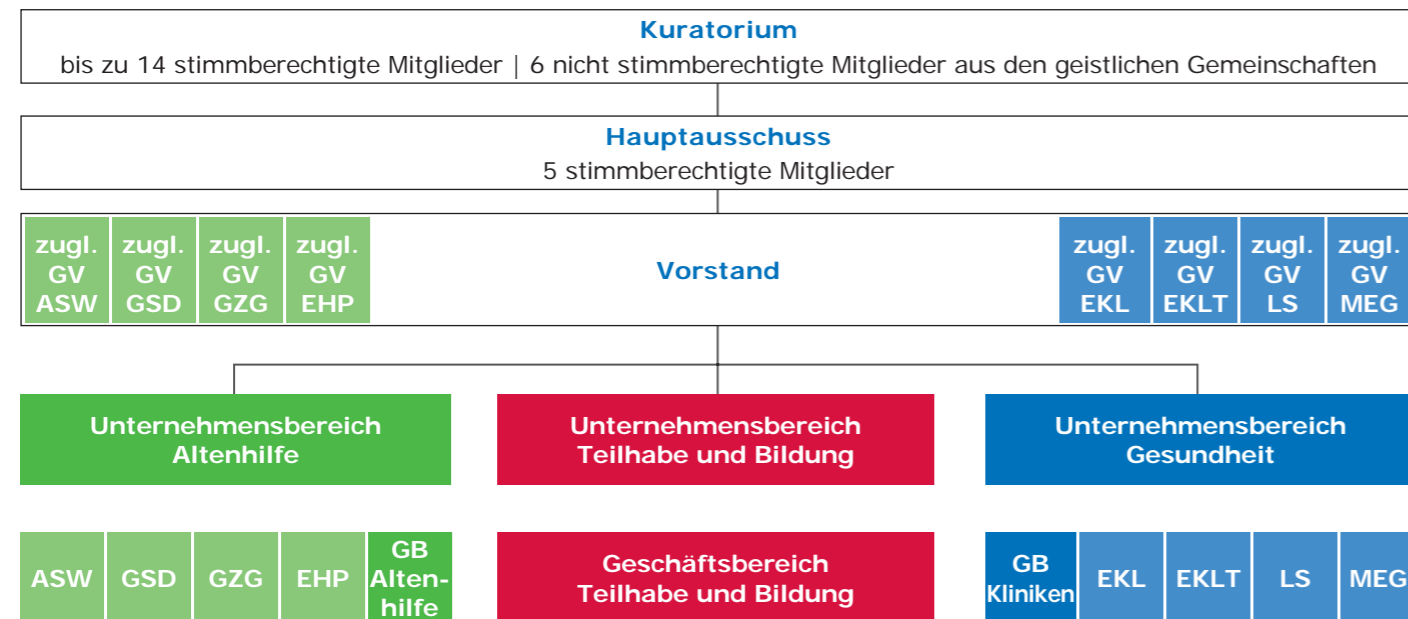 Kuratorium
bis zu 14 stimmberechtigte Mitglieder | 6 nicht stimmberechtigte Mitglieder aus den geistlichen Gemeinschaften
Hauptausschuss
5 stimmberechtigte Mitglieder
zugl.
GV
ASW
zugl.
GV
GSD
zugl.
GV
GZG
zugl.
GV
EHP
Vorstand
zugl.
GV
EKL
zugl.
GV
EKLT
zugl.
GV
LS
zugl.
GV
MEG
Unternehmensbereich
Altenhilfe
Unternehmensbereich
Teilhabe und Bildung
Unternehmensbereich
Gesundheit
ASW
GSD
GZG
EHP
GB
Alten-
hilfe
Geschäftsbereich
Teilhabe und Bildung
GB
Kliniken
EKL
EKLT
LS
MEG